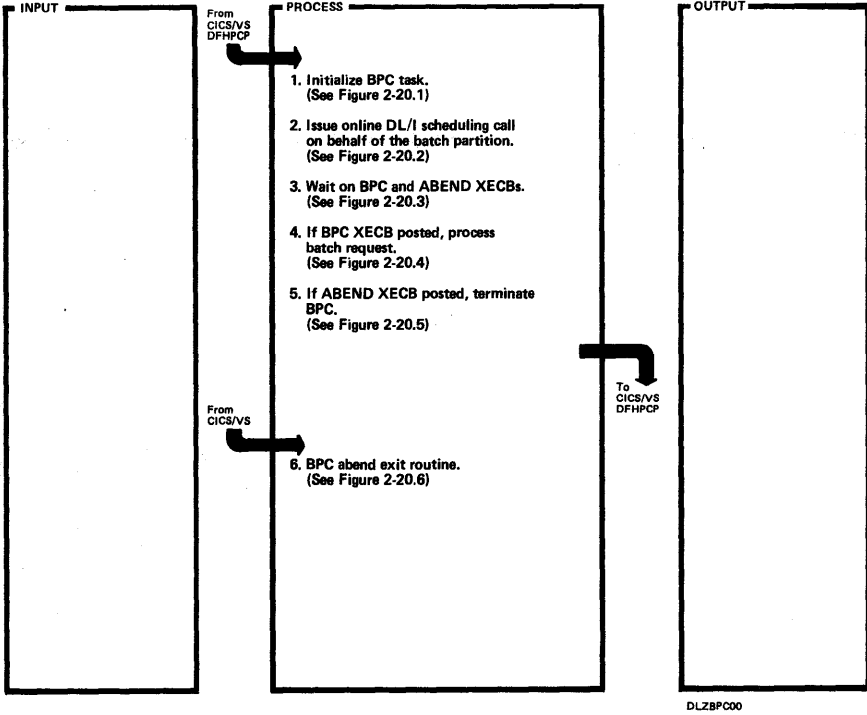 INPUT
From
CICS/VS
DFHPCP
PROCESS
1. Initialize BPC task.
(See Figure 2-20.1)
2. Issue online DL/I scheduling call
on behalf of the batch partition.
(See Figure 2-20.2)
3. Wait on BPC and ABEND XECBs.
(See Figure 2-20.3)
4. If BPC XECB posted, process
batch request.
(See Figure 2-20.4)
5. If ABEND XECB posted, terminate
BPC.
(See Figure 2-20.5)
To
CICS/VS
DFHPCP
From
CICS/VS
6. BPC abend exit routine.
(See Figure 2-20.6)
OUTPUT
DLZBPC00